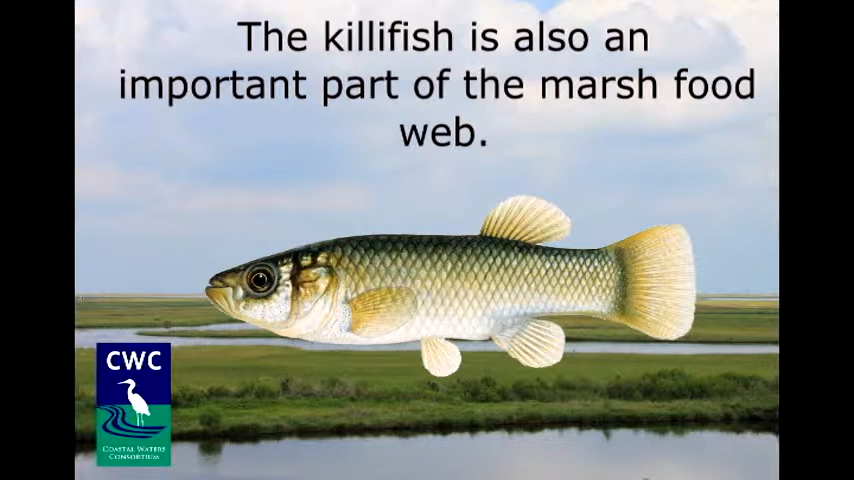 The killifish is also an
important part of the marsh food
web.
CWC
COASTAL WATERS
CONSORTIUM